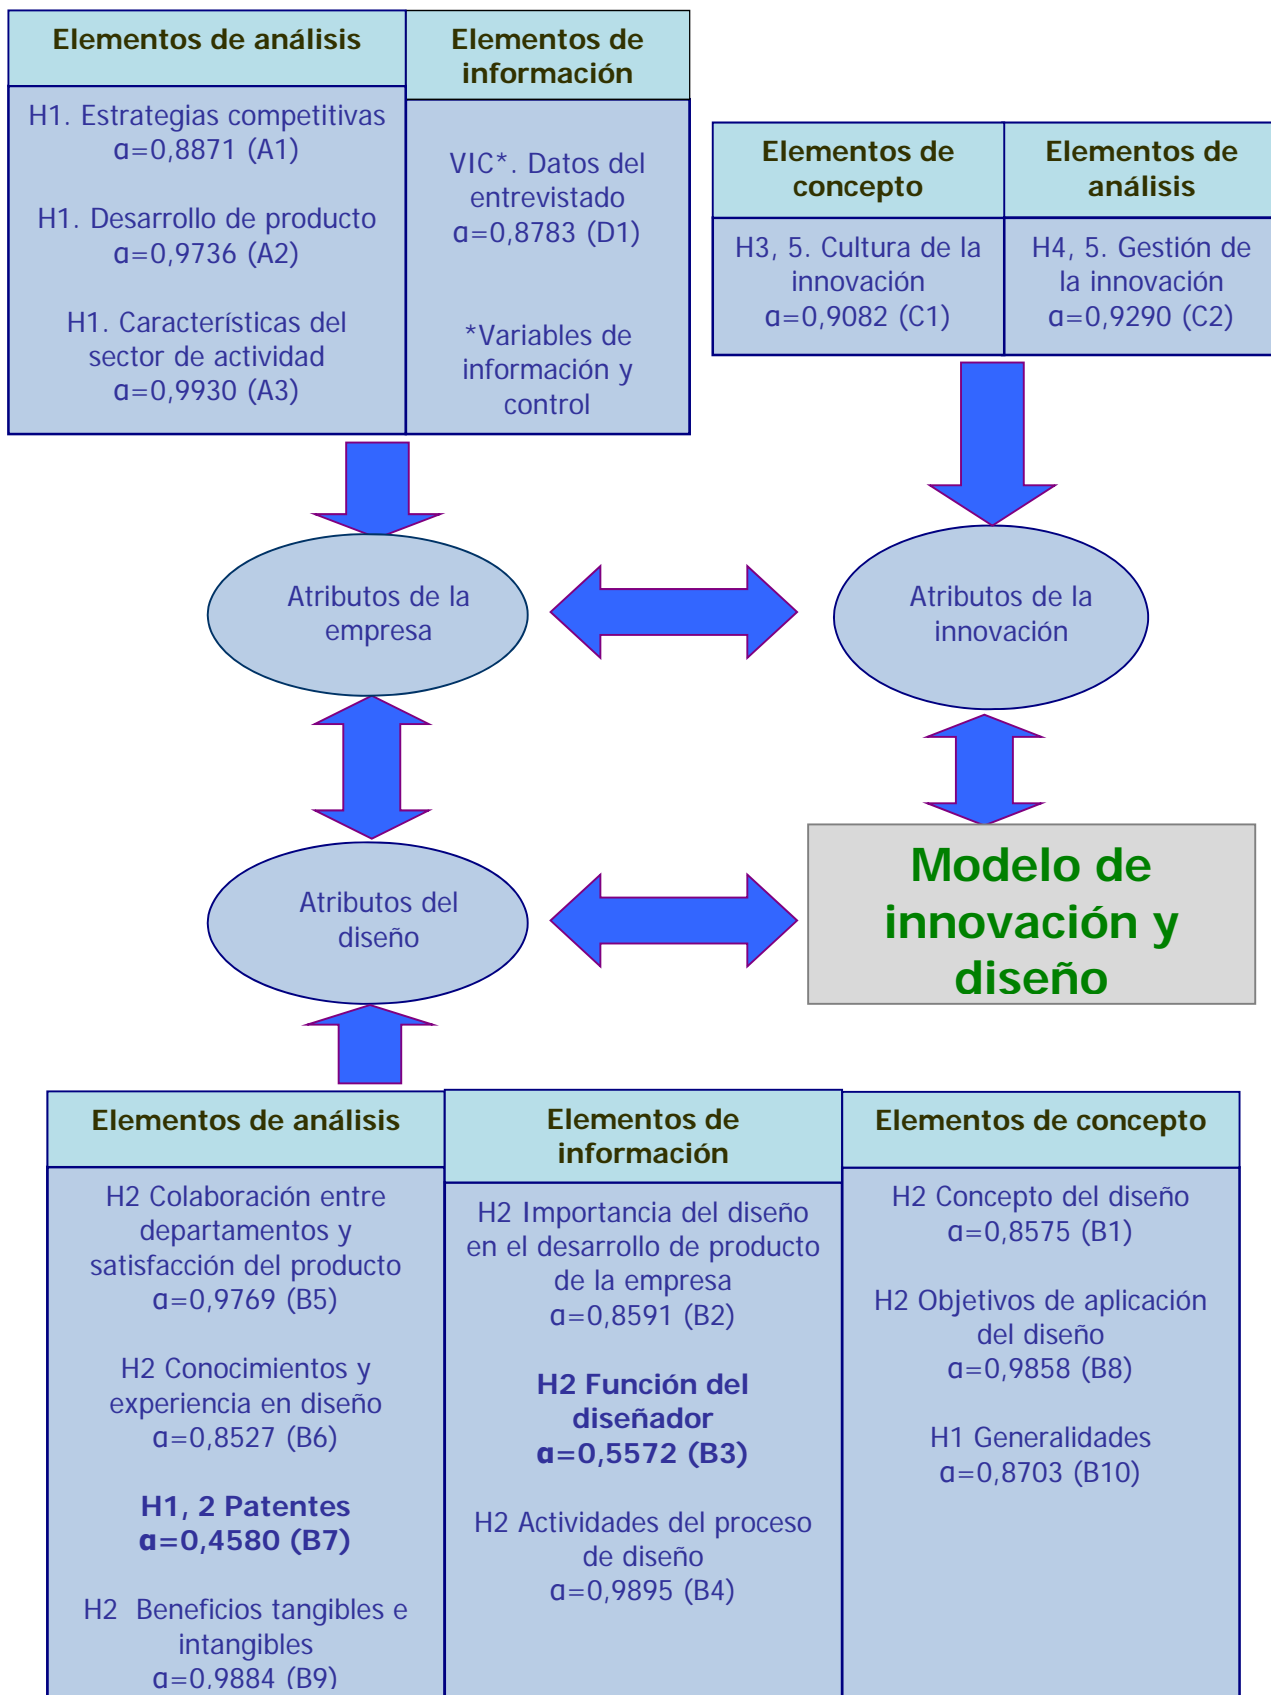 Elementos de análisis
H1. Estrategias competitivas
α=0,8871 (A1)
H1. Desarrollo de producto
α=0,9736 (A2)
H1. Características del
sector de actividad
α=0,9930 (A3)
Elementos de
información
VIC*. Datos del
entrevistado
α=0,8783 (D1)
*Variables de
información y
control
Elementos de
concepto
H3, 5. Cultura de la
innovación
α=0,9082 (C1)
Elementos de
análisis
H4, 5. Gestión de
la innovación
α=0,9290 (C2)
Atributos de la
empresa
Atributos de la
innovación
Atributos del
diseño
Modelo de
innovación y
diseño
Elementos de análisis
H2 Colaboración entre
departamentos y
satisfacción del producto
α=0,9769 (B5)
H2 Conocimientos y
experiencia en diseño
α=0,8527 (B6)
H1, 2 Patentes
α=0,4580 (B7)
H2 Beneficios tangibles e
intangibles
α=0,9884 (B9)
Elementos de
información
H2 Importancia del diseño
en el desarrollo de producto
de la empresa
α=0,8591 (B2)
H2 Función del
diseñador
α=0,5572 (B3)
H2 Actividades del proceso
de diseño
α=0,9895 (B4)
Elementos de concepto
H2 Concepto del diseño
α=0,8575 (B1)
H2 Objetivos de aplicación
del diseño
α=0,9858 (B8)
H1 Generalidades
α=0,8703 (B10)